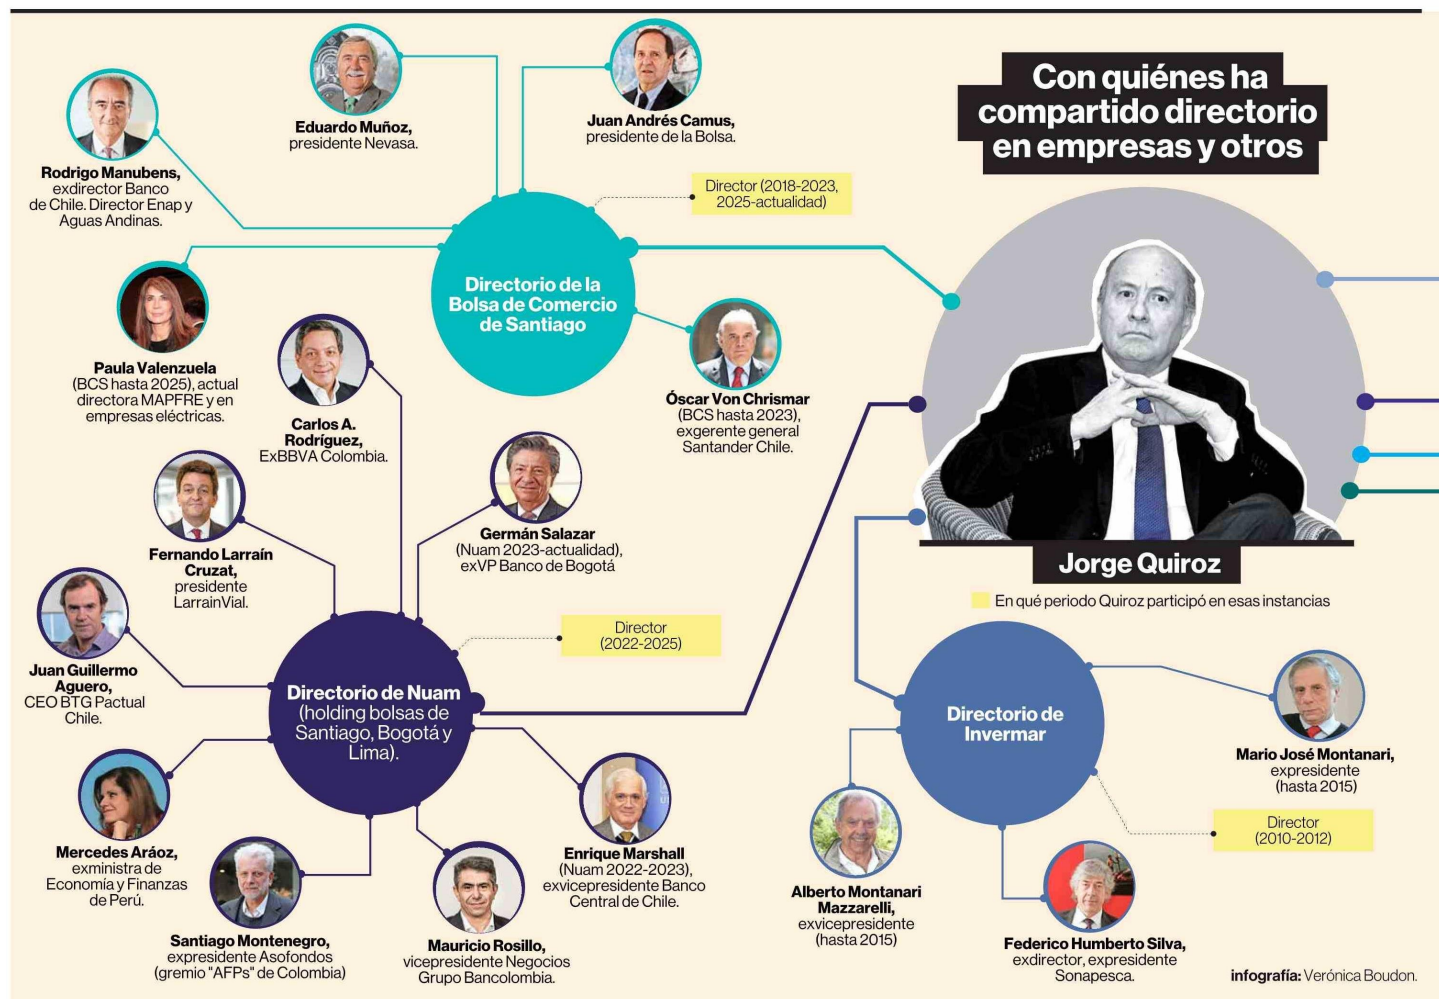 Con quiénes ha
compartido directorio
en empresas y otros
Eduardo Muñoz,
presidente Nevasa.
Juan Andrés Camus,
presidente de la Bolsa.
Rodrigo Manubens,
exdirector Banco
de Chile. Director Enap y
Aguas Andinas.
Director (2018-2023,
2025-actualidad)
Directorio de la
Bolsa de Comercio
de Santiago
Paula Valenzuela
(BCS hasta 2025), actual
directora MAPFRE y en
empresas eléctricas.
Óscar Von Chrismar
(BCS hasta 2023),
exgerente general
Santander Chile.
Carlos A.
Rodríguez,
ExBBVA Colombia.
Germán Salazar
(Nuam 2023-actualidad),
exVP Banco de Bogotá
Fernando Larraín
Cruzat,
presidente
LarrainVial.
Juan Guillermo
Aguero,
CEO BTG Pactual
Chile.
Director
(2022-2025)
Directorio de Nuam
(holding bolsas de
Santiago, Bogotá y
Lima).
Mercedes Aráoz,
exministra de
Economía y Finanzas
de Perú.
Santiago Montenegro,
expresidente Asofondos
(gremio "AFPs" de Colombia)
Mauricio Rosillo,
vicepresidente Negocios
Grupo Bancolombia.
Enrique Marshall
(Nuam 2022-2023),
exvicepresidente Banco
Central de Chile.
Jorge Quiroz
En qué periodo Quiroz participó en esas instancias
Directorio de
Invermar
Mario José Montanari,
expresidente
(hasta 2015)
Director
(2010-2012)
Alberto Montanari
Mazzarelli,
exvicepresidente
(hasta 2015)
Federico Humberto Silva,
exdirector, expresidente
Sonapesca.
infografía: Verónica Boudon.